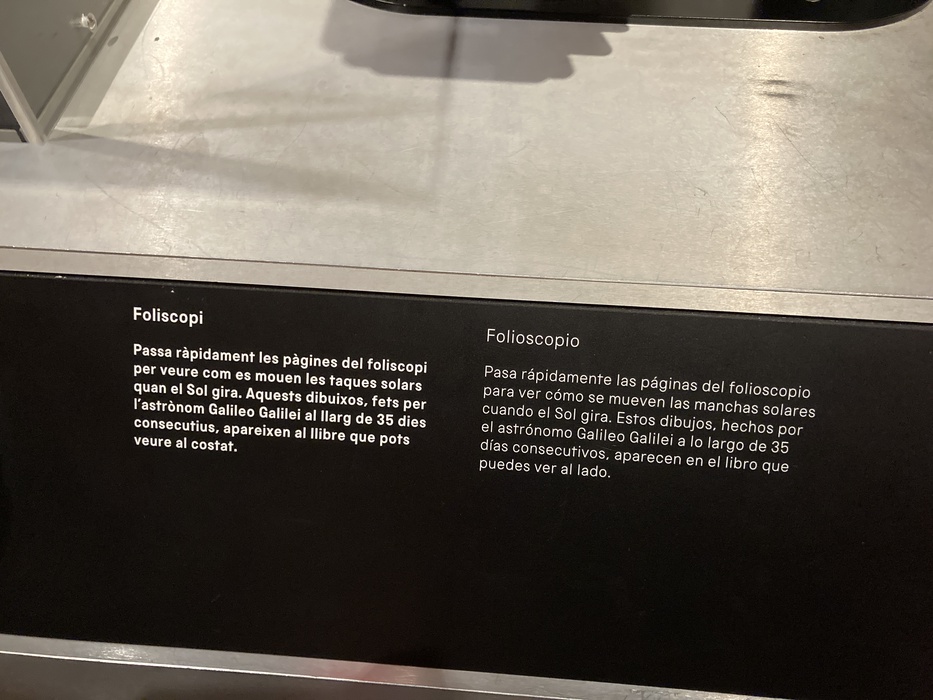 Foliscopi
Passa ràpidament les pàgines del foliscopi
per veure com es mouen les taques solars
quan el Sol gira. Aquests dibuixos, fets per
l'astrònom Galileo Galilei al llarg de 35 dies
consecutius, apareixen al llibre que pots
veure al costat.
Folioscopio
Pasa rápidamente las páginas del folioscopio
para ver cómo se mueven las manchas solares
cuando el Sol gira. Estos dibujos, hechos por
el astrónomo Galileo Galilei a lo largo de 35
días consecutivos, aparecen en el libro que
puedes ver al lado.